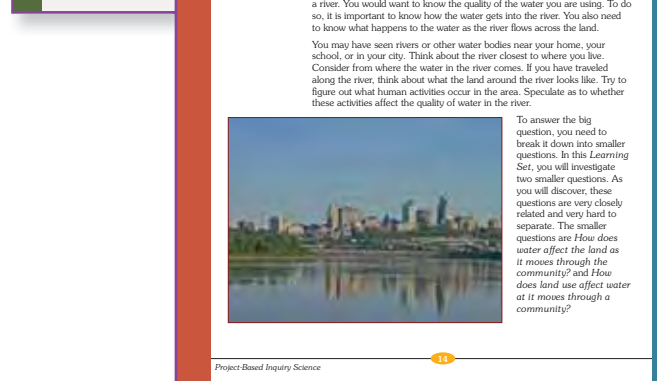 a river. You would want to know the quality of the water you are using. To do
so, it is important to know how the water gets into the river. You also need
to know what happens to the water as the river flows across the land.
You may have seen rivers or other water bodies near your home, your
school, or in your city. Think about the river closest to where you live.
Consider from where the water in the river comes. If you have traveled
along the river, think about what the land around the river looks like. Try to
figure out what human activities occur in the area. Speculate as to whether
these activities affect the quality of water in the river.
To answer the big
question, you need to
break it down into smaller
questions. In this Learning
Set, you will investigate
two smaller questions. As
you will discover, these
questions are very closely
related and very hard to
separate. The smaller
questions are How does
water affect the land as
it moves through the
community? and How
does land use affect water
at it moves through a
community?
14
Project-Based Inquiry Science